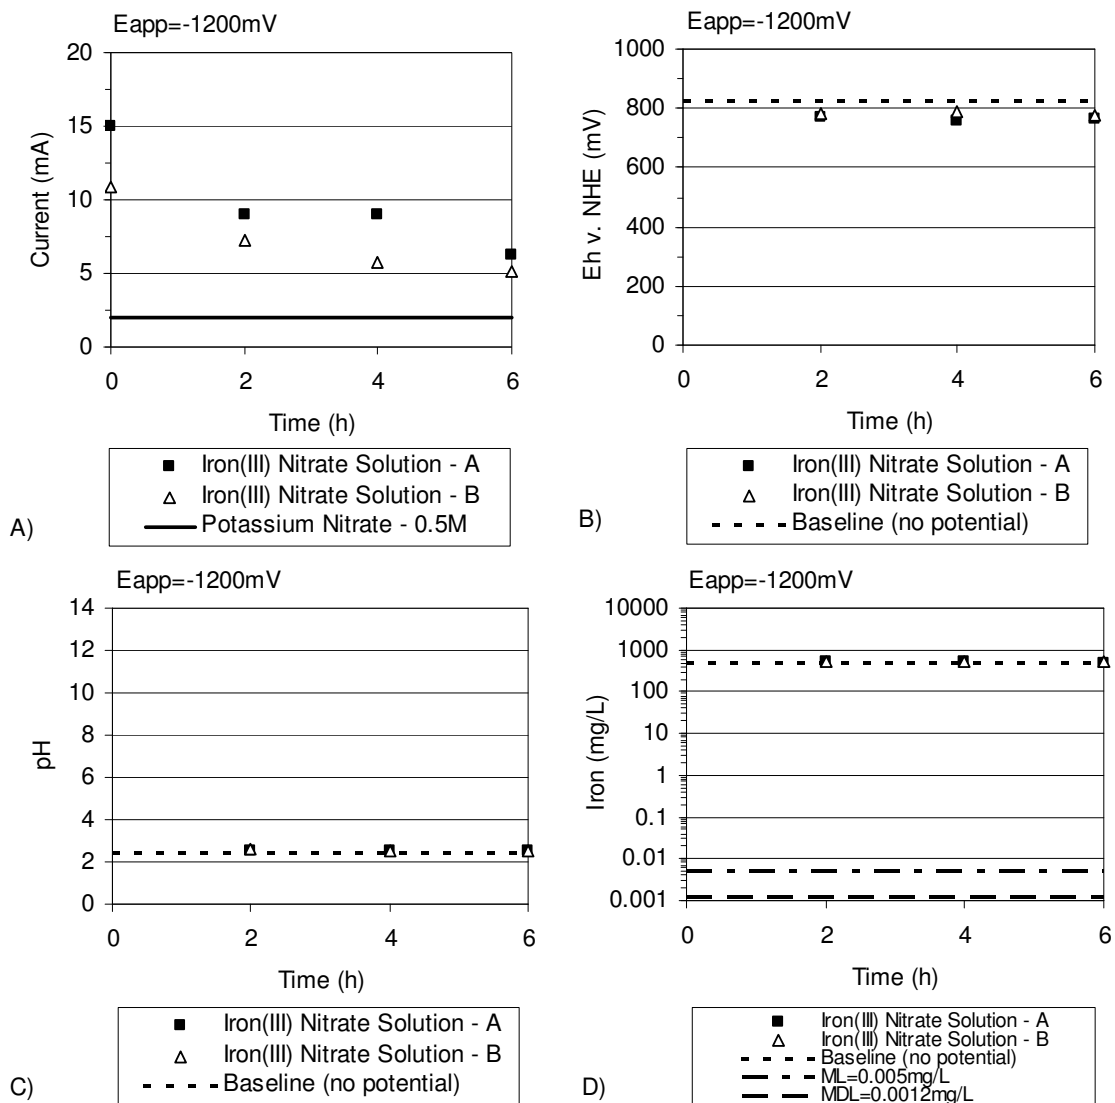 Eapp=-1200mV
20
15
10
5
0
Current (mA)
0 2 4 6
Time (h)
Iron(III) Nitrate Solution - A
Iron(III) Nitrate Solution - B
Potassium Nitrate - 0.5M
A)
Eapp=-1200mV
1000
800
600
400
200
0
Eh v. NHE (mV)
0 2 4 6
Time (h)
Iron(III) Nitrate Solution - A
Iron(III) Nitrate Solution - B
Baseline (no potential)
B)
Eapp=-1200mV
14
12
10
8
6
4
2
0
pH
0 2 4 6
Time (h)
Iron(III) Nitrate Solution - A
Iron(III) Nitrate Solution - B
Baseline (no potential)
C)
Eapp=-1200mV
10000
1000
100
10
1
0.1
0.01
0.001
Iron (mg/L)
0 2 4 6
Time (h)
Iron(III) Nitrate Solution - A
Iron(III) Nitrate Solution - B
Baseline (no potential)
ML=0.005mg/L
MDL=0.0012mg/L
D)